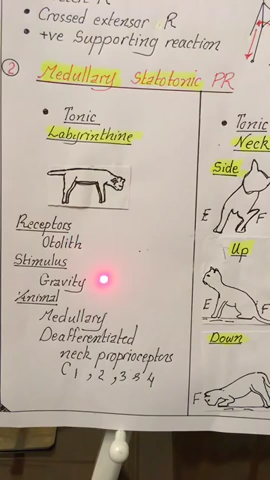 Crossed extensor R
+ve Supporting reaction
2 Medullary Statotonic PR
Tonic
Labyrinthine
Receptors
Otolith
Stimulus
Gravity
Animal
Medullary
Deafferentiated
neck proprioceptors
C 1, 2, 3 & 4
Tonic
Neck
Side
E F
Up
E F
Down
F